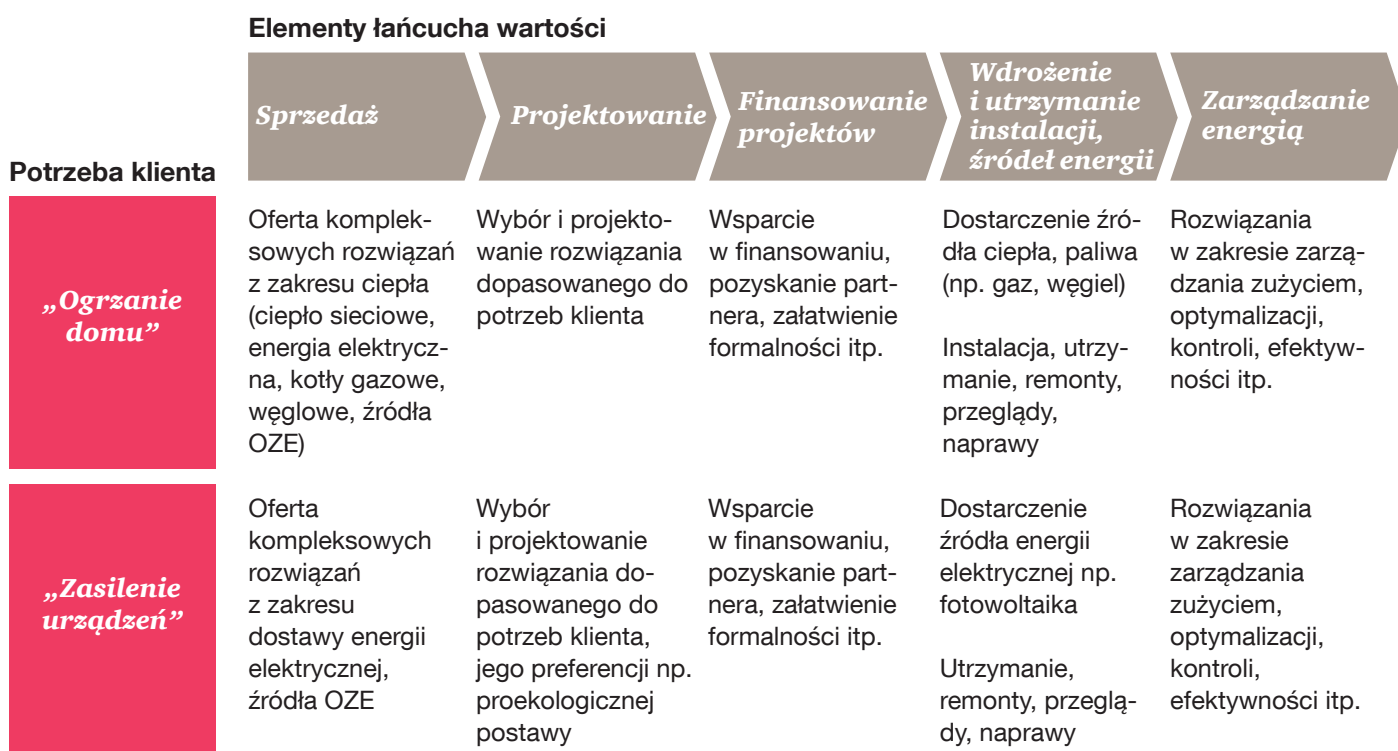 Elementy łańcucha wartości
Sprzedaż
Projektowanie
Finansowanie
projektów
Wdrożenie
i utrzymanie
instalacji,
źródeł energii
Zarządzanie
energią
Potrzeba klienta
„Ogrzanie
domu”
Oferta komplek-
sowych rozwiązań
z zakresu ciepła
(ciepło sieciowe,
energia elektrycz-
na, kotły gazowe,
węglowe, źródła
OZE)
Wybór i projekto-
wanie rozwiązania
dopasowanego do
potrzeb klienta
Wsparcie
w finansowaniu,
pozyskanie part-
nera, załatwienie
formalności itp.
Dostarczenie źró-
dła ciepła, paliwa
(np. gaz, węgiel)
Instalacja, utrzy-
manie, remonty,
przeglądy,
naprawy
Rozwiązania
w zakresie zarzą-
dzania zużyciem,
optymalizacji,
kontroli, efektyw-
ności itp.
„Zasilenie
urządzeń”
Oferta
kompleksowych
rozwiązań
z zakresu
dostawy energii
elektrycznej,
źródła OZE
Wybór
i projektowanie
rozwiązania do-
pasowanego do
potrzeb klienta,
jego preferencji np.
proekologicznej
postawy
Wsparcie
w finansowaniu,
pozyskanie part-
nera, załatwienie
formalności itp.
Dostarczenie
źródła energii
elektrycznej np.
fotowoltaika
Utrzymanie,
remonty, przeglą-
dy, naprawy
Rozwiązania
w zakresie
zarządzania
zużyciem,
optymalizacji,
kontroli,
efektywności itp.